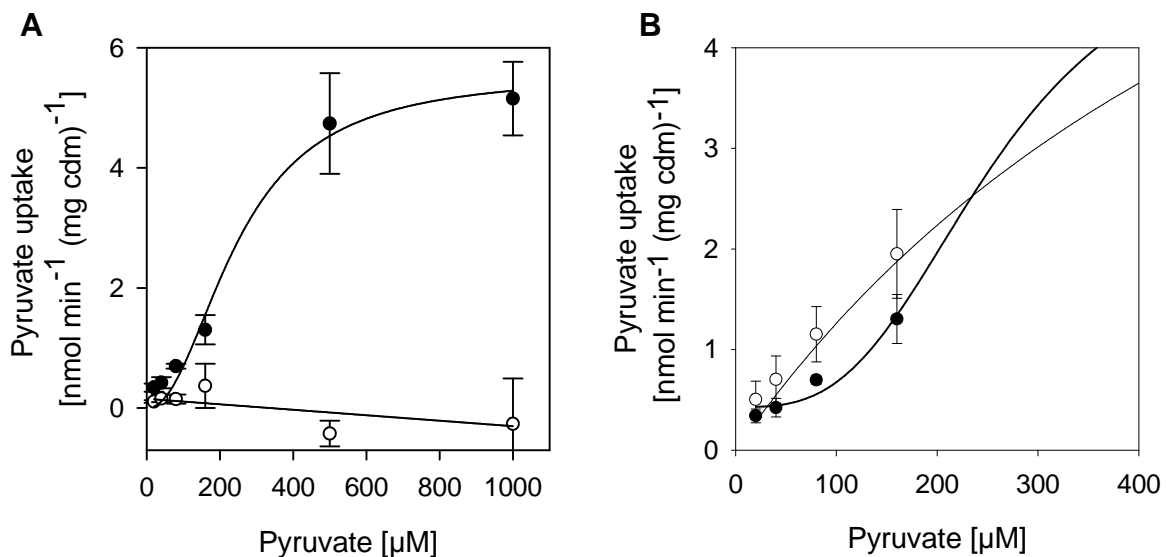 A
Pyruvate uptake
[nmol min⁻¹ (mg cdm)⁻¹]
6
4
2
0
0 200 400 600 800 1000
Pyruvate [µM]
B
Pyruvate uptake
[nmol min⁻¹ (mg cdm)⁻¹]
4
3
2
1
0
0 100 200 300 400
Pyruvate [µM]